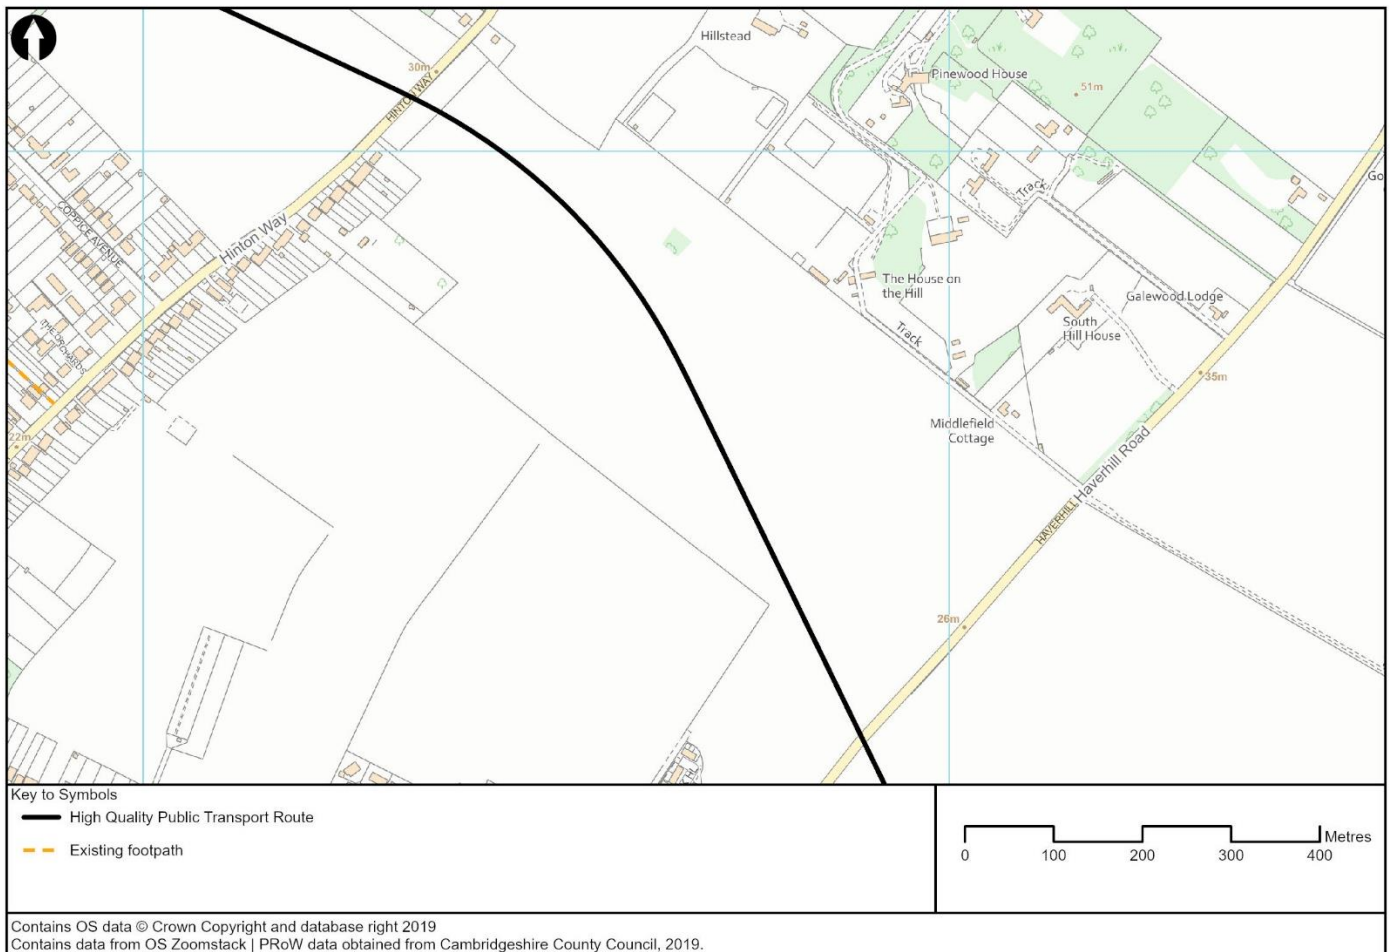 Hillstead
30m
Pinewood House
51m
HINTON WAY
Go
Track
COPPICE AVENUE
Hinton Way
The House on
the Hill
Galewood Lodge
South
Hill House
Track
THE ORCHARDS
35m
Middlefield
Cottage
22m
Haverhill Road
HAVERHILL
26m
Key to Symbols
High Quality Public Transport Route
Existing footpath
Metres
0 100 200 300 400
Contains OS data © Crown Copyright and database right 2019
Contains data from OS Zoomstack | PRoW data obtained from Cambridgeshire County Council, 2019.